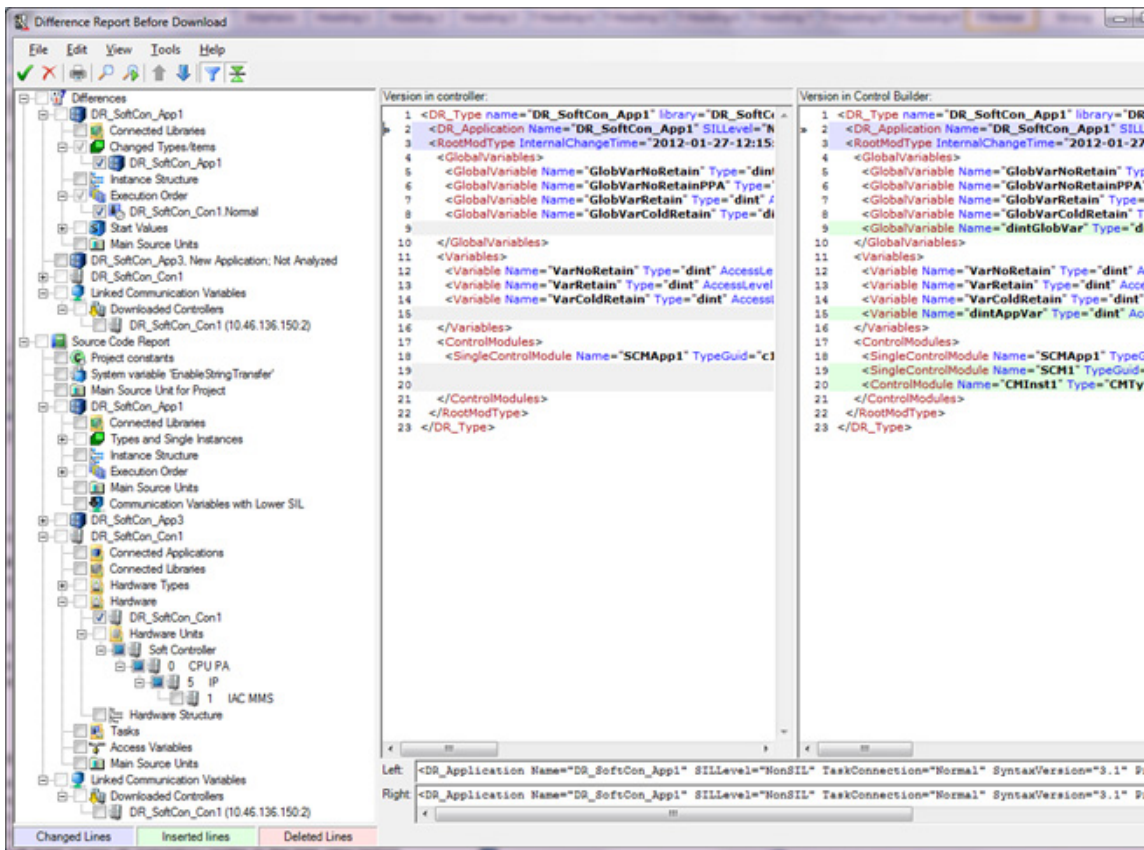 Difference Report Before Download
File Edit View Tools Help
Differences
DR_SoftCon_App1
Connected Libraries
Changed Types/Items
DR_SoftCon_App1
Instance Structure
Execution Order
DR_SoftCon_Con1.Normal
Start Values
Main Source Units
DR_SoftCon_App3, New Application; Not Analyzed
DR_SoftCon_Con1
Linked Communication Variables
Downloaded Controllers
DR_SoftCon_Con1 (10.46.136.150:2)
Source Code Report
Project constants
System variable 'EnableStringTransfer'
Main Source Unit for Project
DR_SoftCon_App1
Connected Libraries
Types and Single Instances
Instance Structure
Execution Order
Main Source Units
Communication Variables with Lower SIL
DR_SoftCon_App3
DR_SoftCon_Con1
Connected Applications
Connected Libraries
Hardware Types
Hardware
DR_SoftCon_Con1
Hardware Units
Soft Controller
0 CPU PA
5 IP
1 IAC MMS
Hardware Structure
Tasks
Access Variables
Main Source Units
Linked Communication Variables
Downloaded Controllers
DR_SoftCon_Con1 (10.46.136.150:2)
Changed Lines Inserted lines Deleted Lines
Version in controller:
1 <DR_Type name="DR_SoftCon_App1" library="DR_SoftC
2 <DR_Application Name="DR_SoftCon_App1" SILLevel="N
3 <RootModType InternalChangeTime="2012-01-27-12:15:
4 <GlobalVariables>
5 <GlobalVariable Name="GlobVarNoRetain" Type="dint
6 <GlobalVariable Name="GlobVarNoRetainPPA" Type="
7 <GlobalVariable Name="GlobVarRetain" Type="dint" A
8 <GlobalVariable Name="GlobVarColdRetain" Type="di
9
10 </GlobalVariables>
11 <Variables>
12 <Variable Name="VarNoRetain" Type="dint" AccessLe
13 <Variable Name="VarRetain" Type="dint" AccessLevel
14 <Variable Name="VarColdRetain" Type="dint" AccessL
15
16 </Variables>
17 <ControlModules>
18 <SingleControlModule Name="SCMApp1" TypeGuid="c1
19
20
21 </ControlModules>
22 </RootModType>
23 </DR_Type>
Version in Control Builder:
1 <DR_Type name="DR_SoftCon_App1" library="DR
2 <DR_Application Name="DR_SoftCon_App1" SILL
3 <RootModType InternalChangeTime="2012-01-27
4 <GlobalVariables>
5 <GlobalVariable Name="GlobVarNoRetain" Typ
6 <GlobalVariable Name="GlobVarNoRetainPPA"
7 <GlobalVariable Name="GlobVarRetain" Type=
8 <GlobalVariable Name="GlobVarColdRetain" T
9 <GlobalVariable Name="dintGlobVar" Type="d
10 </GlobalVariables>
11 <Variables>
12 <Variable Name="VarNoRetain" Type="dint" A
13 <Variable Name="VarRetain" Type="dint" Acce
14 <Variable Name="VarColdRetain" Type="dint"
15 <Variable Name="dintAppVar" Type="dint" Ac
16 </Variables>
17 <ControlModules>
18 <SingleControlModule Name="SCMApp1" TypeG
19 <SingleControlModule Name="SCM1" TypeGuid=
20 <ControlModule Name="CMInst1" Type="CMTy
21 </ControlModules>
22 </RootModType>
23 </DR_Type>
Left: <DR_Application Name="DR_SoftCon_App1" SILLevel="NonSIL" TaskConnection="Normal" SyntaxVersion="3.1" P
Right: <DR_Application Name="DR_SoftCon_App1" SILLevel="NonSIL" TaskConnection="Normal" SyntaxVersion="3.1" P